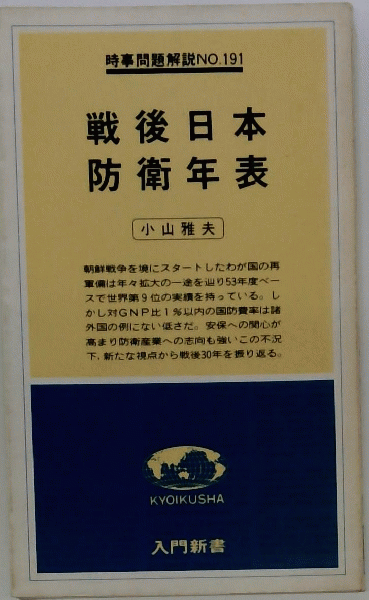 時事問題解説NO.191
戦後日本
防衛年表
小山雅夫
朝鮮戦争を境にスタートしたわが国の再
軍備は年々拡大の一途を辿り53年度ベー
スで世界第9位の実績を持っている。し
かし対GNP比1%以内の国防費率は諸
外国の例にない低さだ。安保への関心が
高まり防衛産業への志向も強いこの不況
下,新たな視点から戦後30年を振り返る。
KYOIKUSHA
入門新書